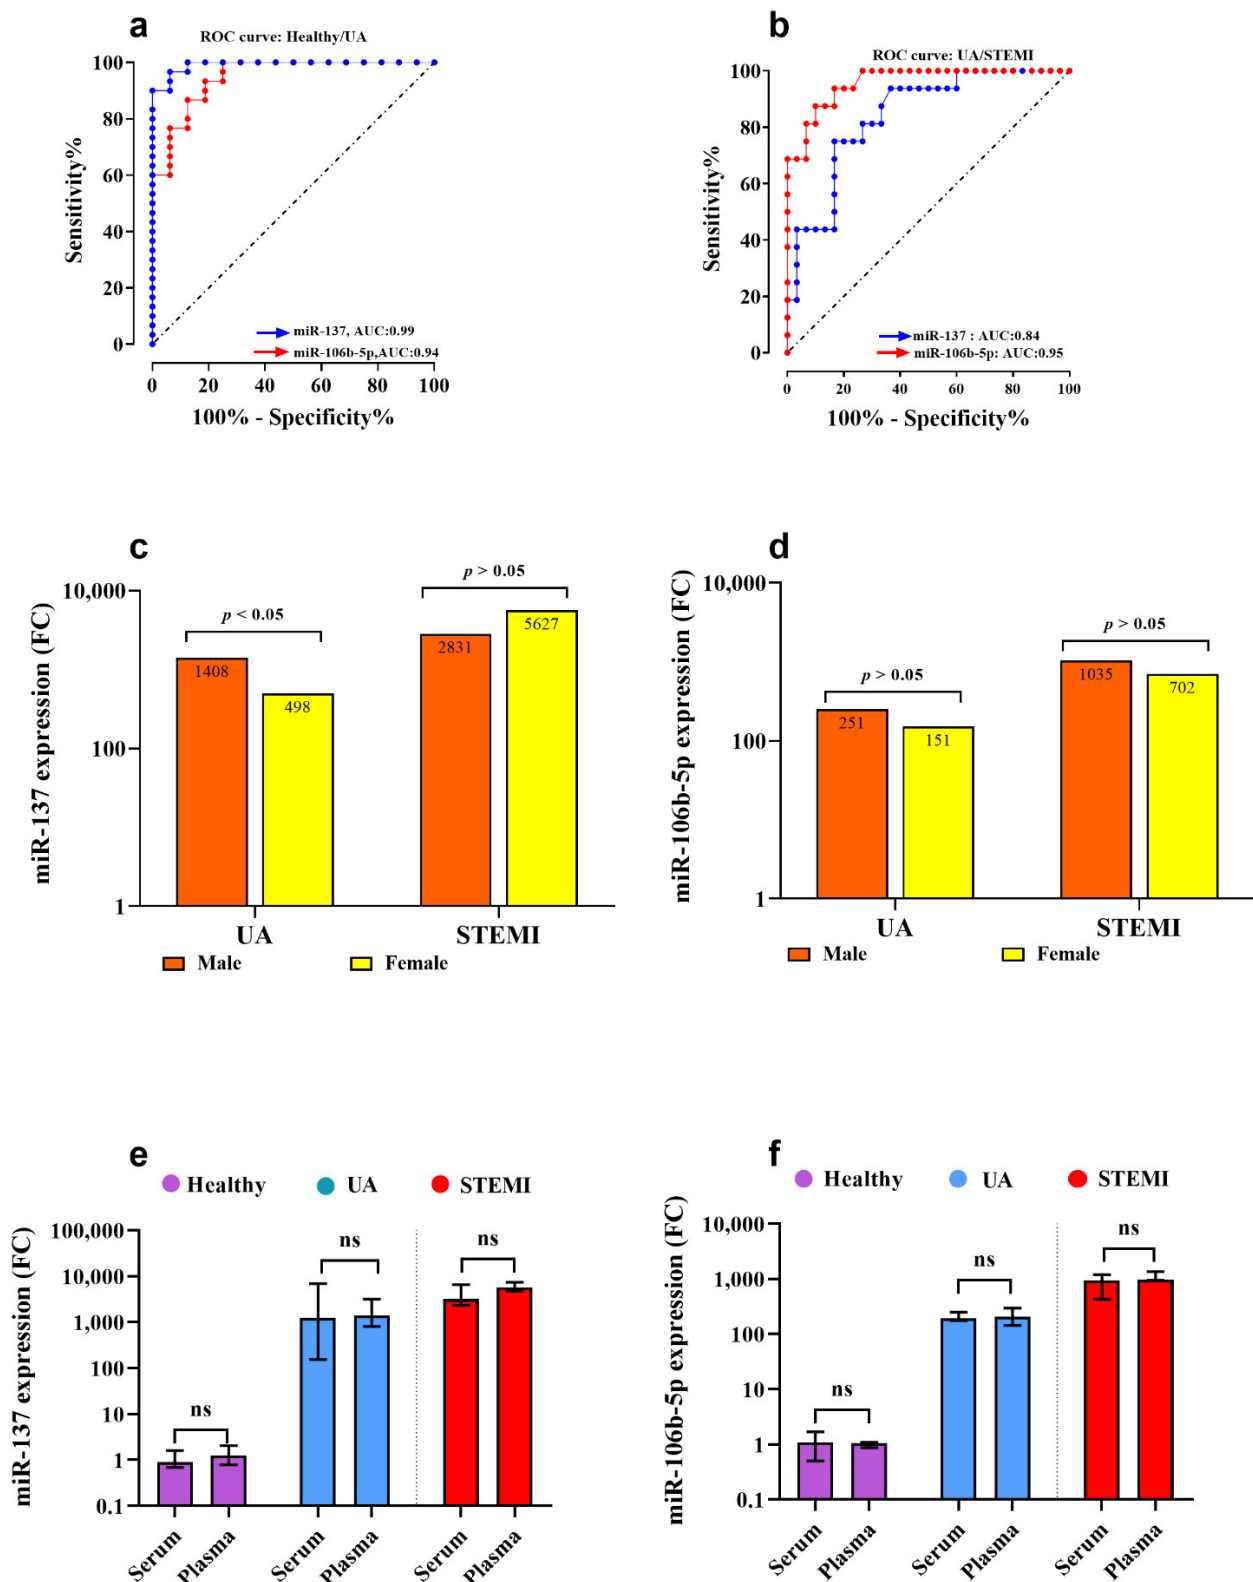 a
ROC curve: Healthy/UA
100
80
60
40
20
0
Sensitivity%
miR-137, AUC:0.99
miR-106b-5p,AUC:0.94
0 20 40 60 80 100
100% - Specificity%
b
ROC curve: UA/STEMI
100
80
60
40
20
0
Sensitivity%
miR-137 : AUC:0.84
miR-106b-5p: AUC:0.95
0 20 40 60 80 100
100% - Specificity%
c
miR-137 expression (FC)
10,000
100
1
p < 0.05
p > 0.05
1408
498
2831
5627
UA STEMI
Male Female
d
miR-106b-5p expression (FC)
10,000
100
1
p > 0.05
p > 0.05
251
151
1035
702
UA STEMI
Male Female
e
Healthy UA STEMI
miR-137 expression (FC)
100,000
10,000
1,000
100
10
1
0.1
ns
ns
ns
Serum Plasma Serum Plasma Serum Plasma
f
Healthy UA STEMI
miR-106b-5p expression (FC)
10,000
1,000
100
10
1
0.1
ns
ns
ns
Serum Plasma Serum Plasma Serum Plasma